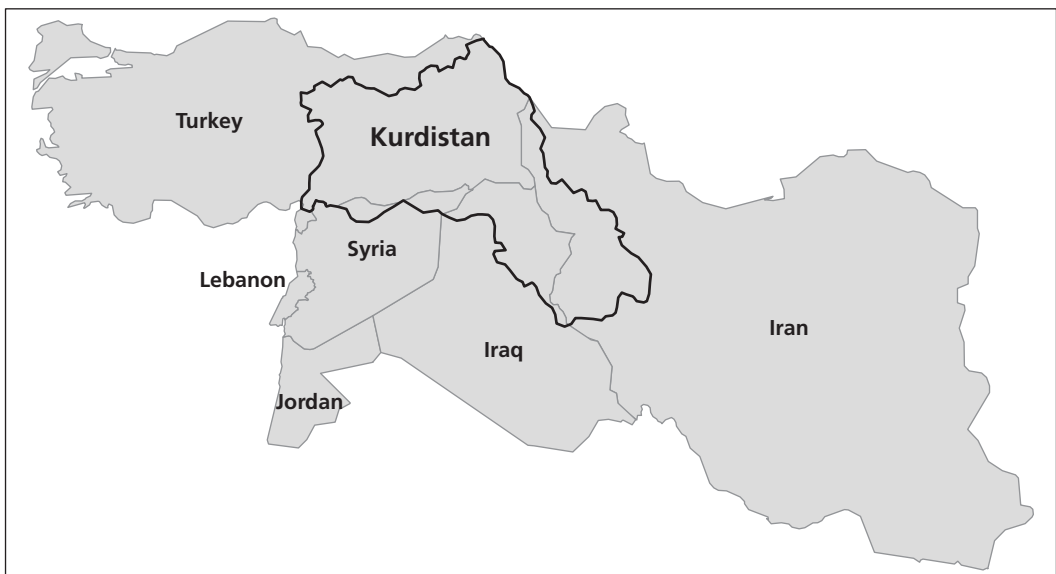 Turkey
Kurdistan
Syria
Lebanon
Iraq
Iran
Jordan